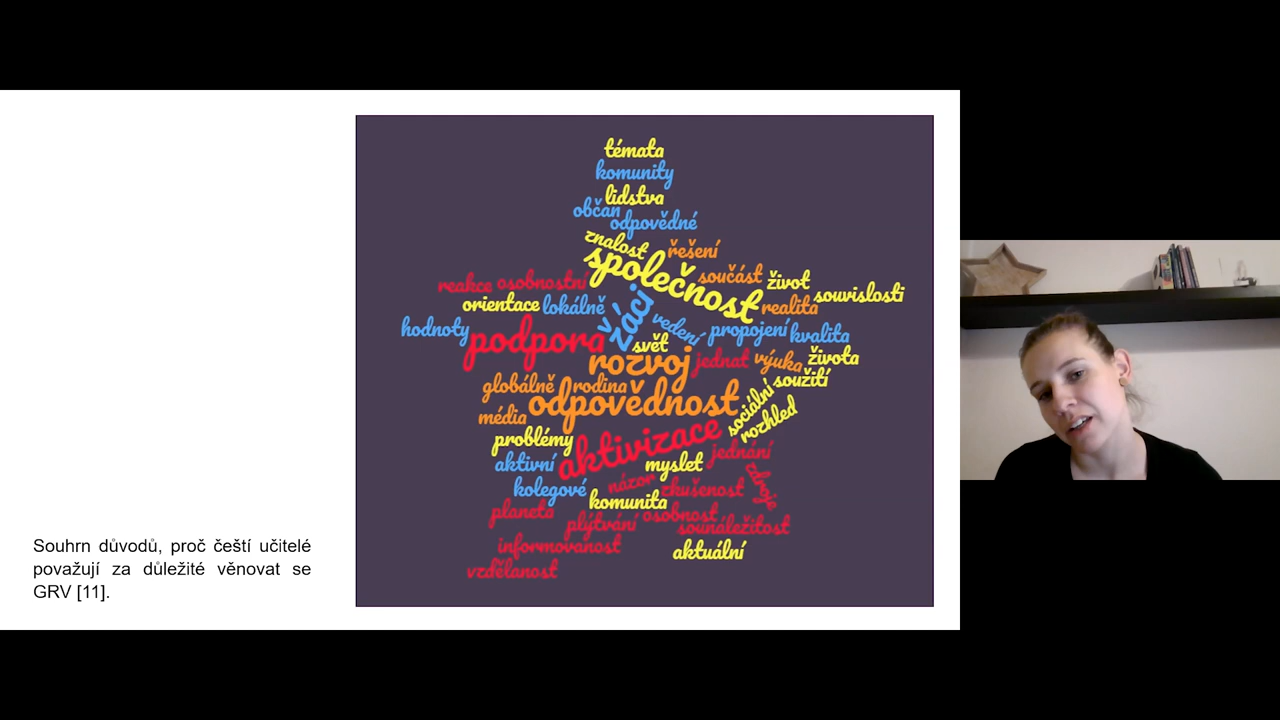 témata
komunity
lidstva
občan
odpovědné
znalost
řešení
společnost
součást
život
souvislosti
reakce
osobnostní
orientace
lokálně
žáci
realita
hodnoty
podpora
vedení
propojení
kvalita
svět
rozvoj
jednat
výuka
života
globálně
rodina
sociální
soužití
média
odpovědnost
rozhled
problémy
aktivizace
jednání
aktivní
myslet
zdroje
kolegové
názor
zkušenost
komunita
planeta
plýtvání
osobnost
sounáležitost
informovanost
aktuální
vzdělanost
Souhrn důvodů, proč čeští učitelé
považují za důležité věnovat se
GRV [11].